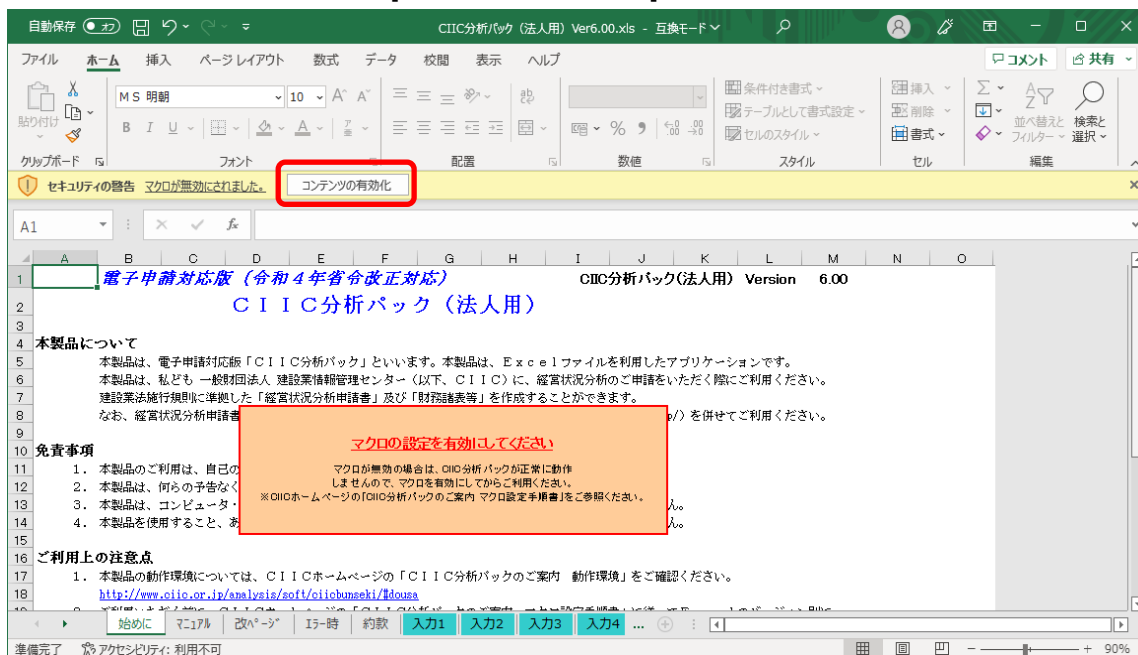 自動保存 オフ CIIC分析パック（法人用）Ver6.00.xls - 互換モード
ファイル ホーム 挿入 ページ レイアウト 数式 データ 校閲 表示 ヘルプ コメント 共有
貼り付け ＭＳ 明朝 10 条件付き書式 挿入
テーブルとして書式設定 削除
B I U セルのスタイル 書式 並べ替えと フィルター 検索と 選択
クリップボード フォント 配置 数値 スタイル セル 編集
セキュリティの警告 マクロが無効にされました。 コンテンツの有効化
A1 fx
A B C D E F G H I J K L M N O
1 電子申請対応版（令和４年省令改正対応） CIIC分析パック(法人用) Version 6.00
2 ＣＩＩＣ分析パック（法人用）
3
4 本製品について
5 本製品は、電子申請対応版「ＣＩＩＣ分析パック」といいます。本製品は、Ｅｘｃｅｌファイルを利用したアプリケーションです。
6 本製品は、私ども 一般財団法人 建設業情報管理センター（以下、ＣＩＩＣ）に、経営状況分析のご申請をいただく際にご利用ください。
7 建設業法施行規則に準拠した「経営状況分析申請書」及び「財務諸表等」を作成することができます。
8 なお、経営状況分析申請書 p/）を併せてご利用ください。
9
10 免責事項
マクロの設定を有効にしてください
11 1. 本製品のご利用は、自己の
マクロが無効の場合は、CIIC分析パックが正常に動作
12 2. 本製品は、何らの予告なく
しませんので、マクロを有効にしてからご利用ください。
※CIICホームページの「CIIC分析パックのご案内 マクロ設定手順書」をご参照ください。
13 3. 本製品は、コンピュータ・ ん。
14 4. 本製品を使用すること、あ ん。
15
16 ご利用上の注意点
17 1. 本製品の動作環境については、ＣＩＩＣホームページの「ＣＩＩＣ分析パックのご案内 動作環境」をご確認ください。
18 http://www.ciic.or.jp/analysis/soft/ciicbunseki/#dousa
始めに マニュアル 改ページ エラー時 約款 入力1 入力2 入力3 入力4 ...
準備完了 アクセシビリティ: 利用不可 90%